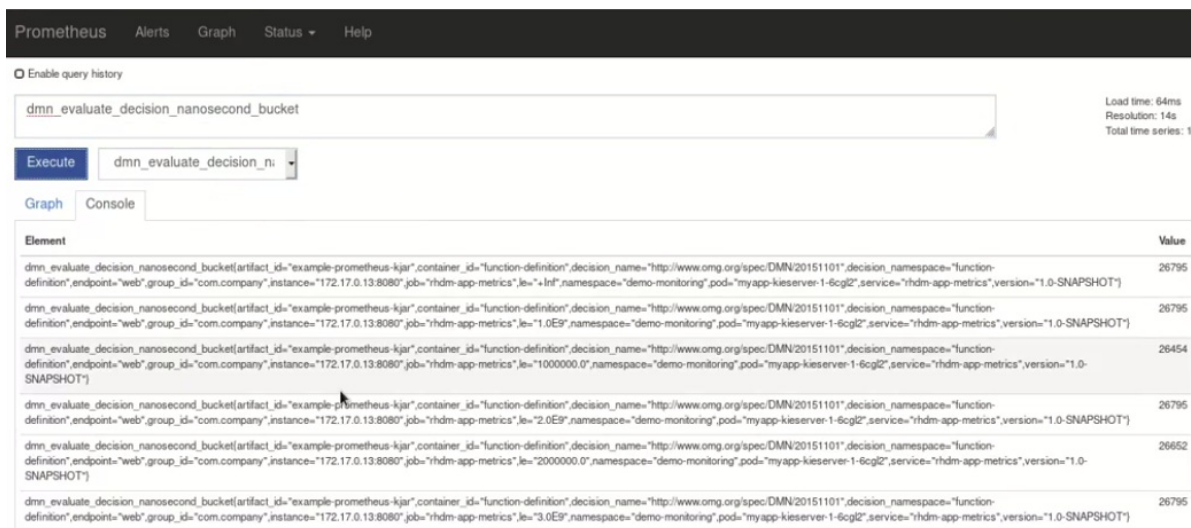 Prometheus Alerts Graph Status Help
Enable query history
dmn_evaluate_decision_nanosecond_bucket
Load time: 64ms
Resolution: 14s
Total time series: 1
Execute dmn_evaluate_decision_n
Graph Console
Element Value
dmn_evaluate_decision_nanosecond_bucket{artifact_id="example-prometheus-kjar",container_id="function-definition",decision_name="http://www.omg.org/spec/DMN/20151101",decision_namespace="function-
definition",endpoint="web",group_id="com.company",instance="172.17.0.13:8080",job="rhdm-app-metrics",le="+Inf",namespace="demo-monitoring",pod="myapp-kieserver-1-6cgl2",service="rhdm-app-metrics",version="1.0-SNAPSHOT"} 26795
dmn_evaluate_decision_nanosecond_bucket{artifact_id="example-prometheus-kjar",container_id="function-definition",decision_name="http://www.omg.org/spec/DMN/20151101",decision_namespace="function-
definition",endpoint="web",group_id="com.company",instance="172.17.0.13:8080",job="rhdm-app-metrics",le="1.0E9",namespace="demo-monitoring",pod="myapp-kieserver-1-6cgl2",service="rhdm-app-metrics",version="1.0-SNAPSHOT"} 26795
dmn_evaluate_decision_nanosecond_bucket{artifact_id="example-prometheus-kjar",container_id="function-definition",decision_name="http://www.omg.org/spec/DMN/20151101",decision_namespace="function-
definition",endpoint="web",group_id="com.company",instance="172.17.0.13:8080",job="rhdm-app-metrics",le="1000000.0",namespace="demo-monitoring",pod="myapp-kieserver-1-6cgl2",service="rhdm-app-metrics",version="1.0-
SNAPSHOT"} 26454
dmn_evaluate_decision_nanosecond_bucket{artifact_id="example-prometheus-kjar",container_id="function-definition",decision_name="http://www.omg.org/spec/DMN/20151101",decision_namespace="function-
definition",endpoint="web",group_id="com.company",instance="172.17.0.13:8080",job="rhdm-app-metrics",le="2.0E9",namespace="demo-monitoring",pod="myapp-kieserver-1-6cgl2",service="rhdm-app-metrics",version="1.0-SNAPSHOT"} 26795
dmn_evaluate_decision_nanosecond_bucket{artifact_id="example-prometheus-kjar",container_id="function-definition",decision_name="http://www.omg.org/spec/DMN/20151101",decision_namespace="function-
definition",endpoint="web",group_id="com.company",instance="172.17.0.13:8080",job="rhdm-app-metrics",le="2000000.0",namespace="demo-monitoring",pod="myapp-kieserver-1-6cgl2",service="rhdm-app-metrics",version="1.0-
SNAPSHOT"} 26652
dmn_evaluate_decision_nanosecond_bucket{artifact_id="example-prometheus-kjar",container_id="function-definition",decision_name="http://www.omg.org/spec/DMN/20151101",decision_namespace="function-
definition",endpoint="web",group_id="com.company",instance="172.17.0.13:8080",job="rhdm-app-metrics",le="3.0E9",namespace="demo-monitoring",pod="myapp-kieserver-1-6cgl2",service="rhdm-app-metrics",version="1.0-SNAPSHOT"} 26795